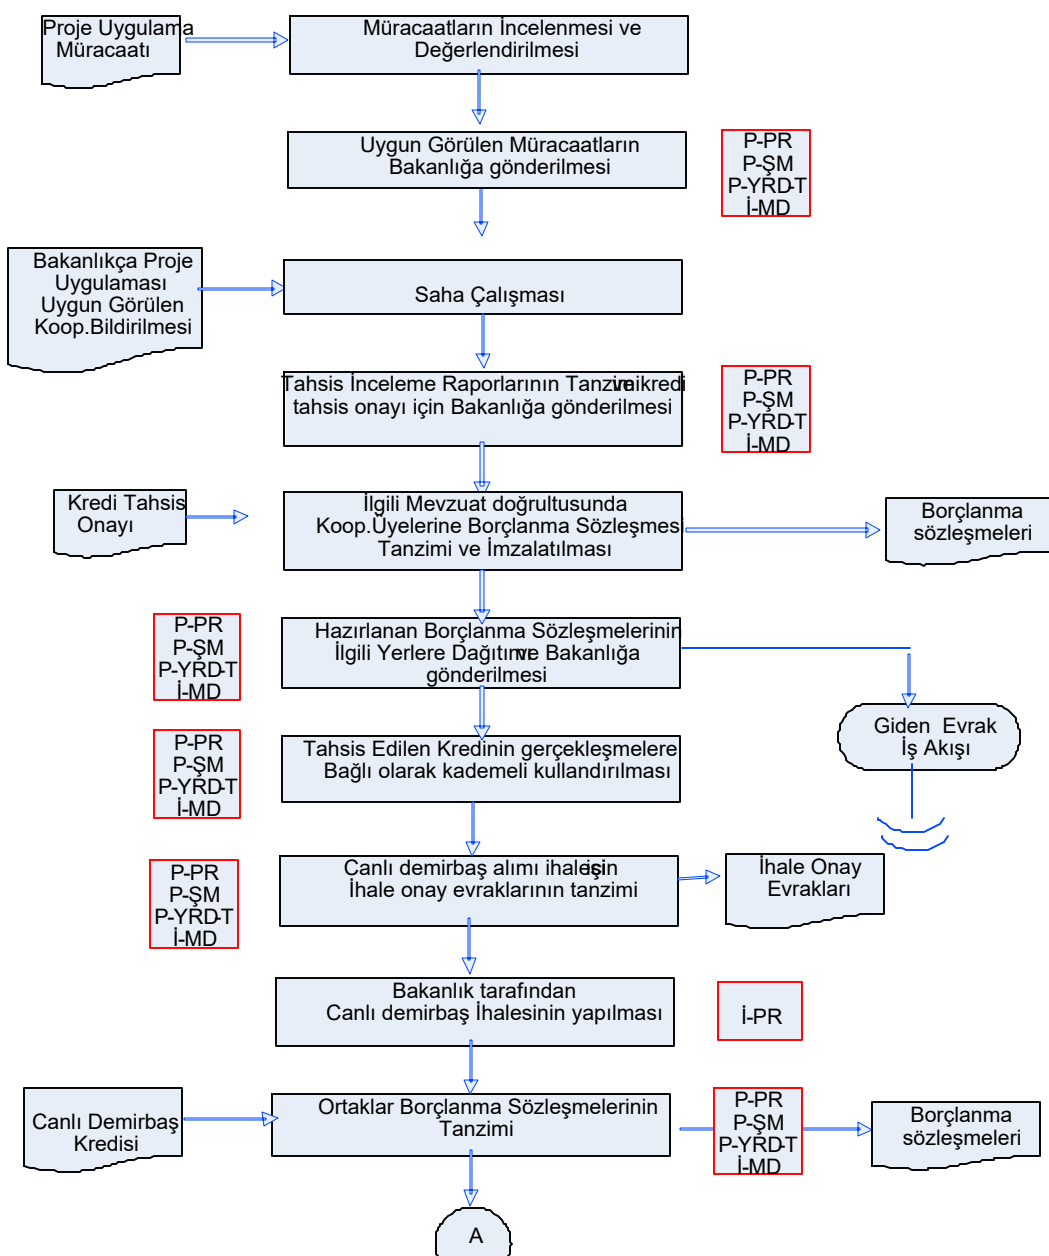 Proje Uygulama
Müracaatı
Müracaatların İncelenmesi ve
Değerlendirilmesi
Uygun Görülen Müracaatların
Bakanlığa gönderilmesi
P-PR
P-ŞM
P-YRD-T
İ-MD
Bakanlıkça Proje
Uygulaması
Uygun Görülen
Koop.Bildirilmesi
Saha Çalışması
Tahsis İnceleme Raporlarının Tanzimi ve kredi
tahsis onayı için Bakanlığa gönderilmesi
P-PR
P-ŞM
P-YRD-T
İ-MD
Kredi Tahsis
Onayı
İlgili Mevzuat doğrultusunda
Koop.Üyelerine Borçlanma Sözleşmesi
Tanzimi ve İmzalatılması
Borçlanma
sözleşmeleri
P-PR
P-ŞM
P-YRD-T
İ-MD
Hazırlanan Borçlanma Sözleşmelerinin
İlgili Yerlere Dağıtımı ve Bakanlığa
gönderilmesi
Giden Evrak
İş Akışı
P-PR
P-ŞM
P-YRD-T
İ-MD
Tahsis Edilen Kredinin gerçekleşmelere
Bağlı olarak kademeli kullandırılması
P-PR
P-ŞM
P-YRD-T
İ-MD
Canlı demirbaş alımı ihalesi için
İhale onay evraklarının tanzimi
İhale Onay
Evrakları
Bakanlık tarafından
Canlı demirbaş İhalesinin yapılması
İ-PR
Canlı Demirbaş
Kredisi
Ortaklar Borçlanma Sözleşmelerinin
Tanzimi
P-PR
P-ŞM
P-YRD-T
İ-MD
Borçlanma
sözleşmeleri
A